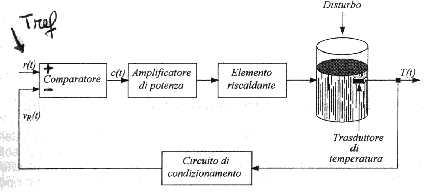 Disturbo
Tref
r(t)
+
Comparatore
c(t)
Amplificatore
di potenza
Elemento
riscaldante
T(t)
−
v_R(t)
Trasduttore
di
temperatura
Circuito di
condizionamento